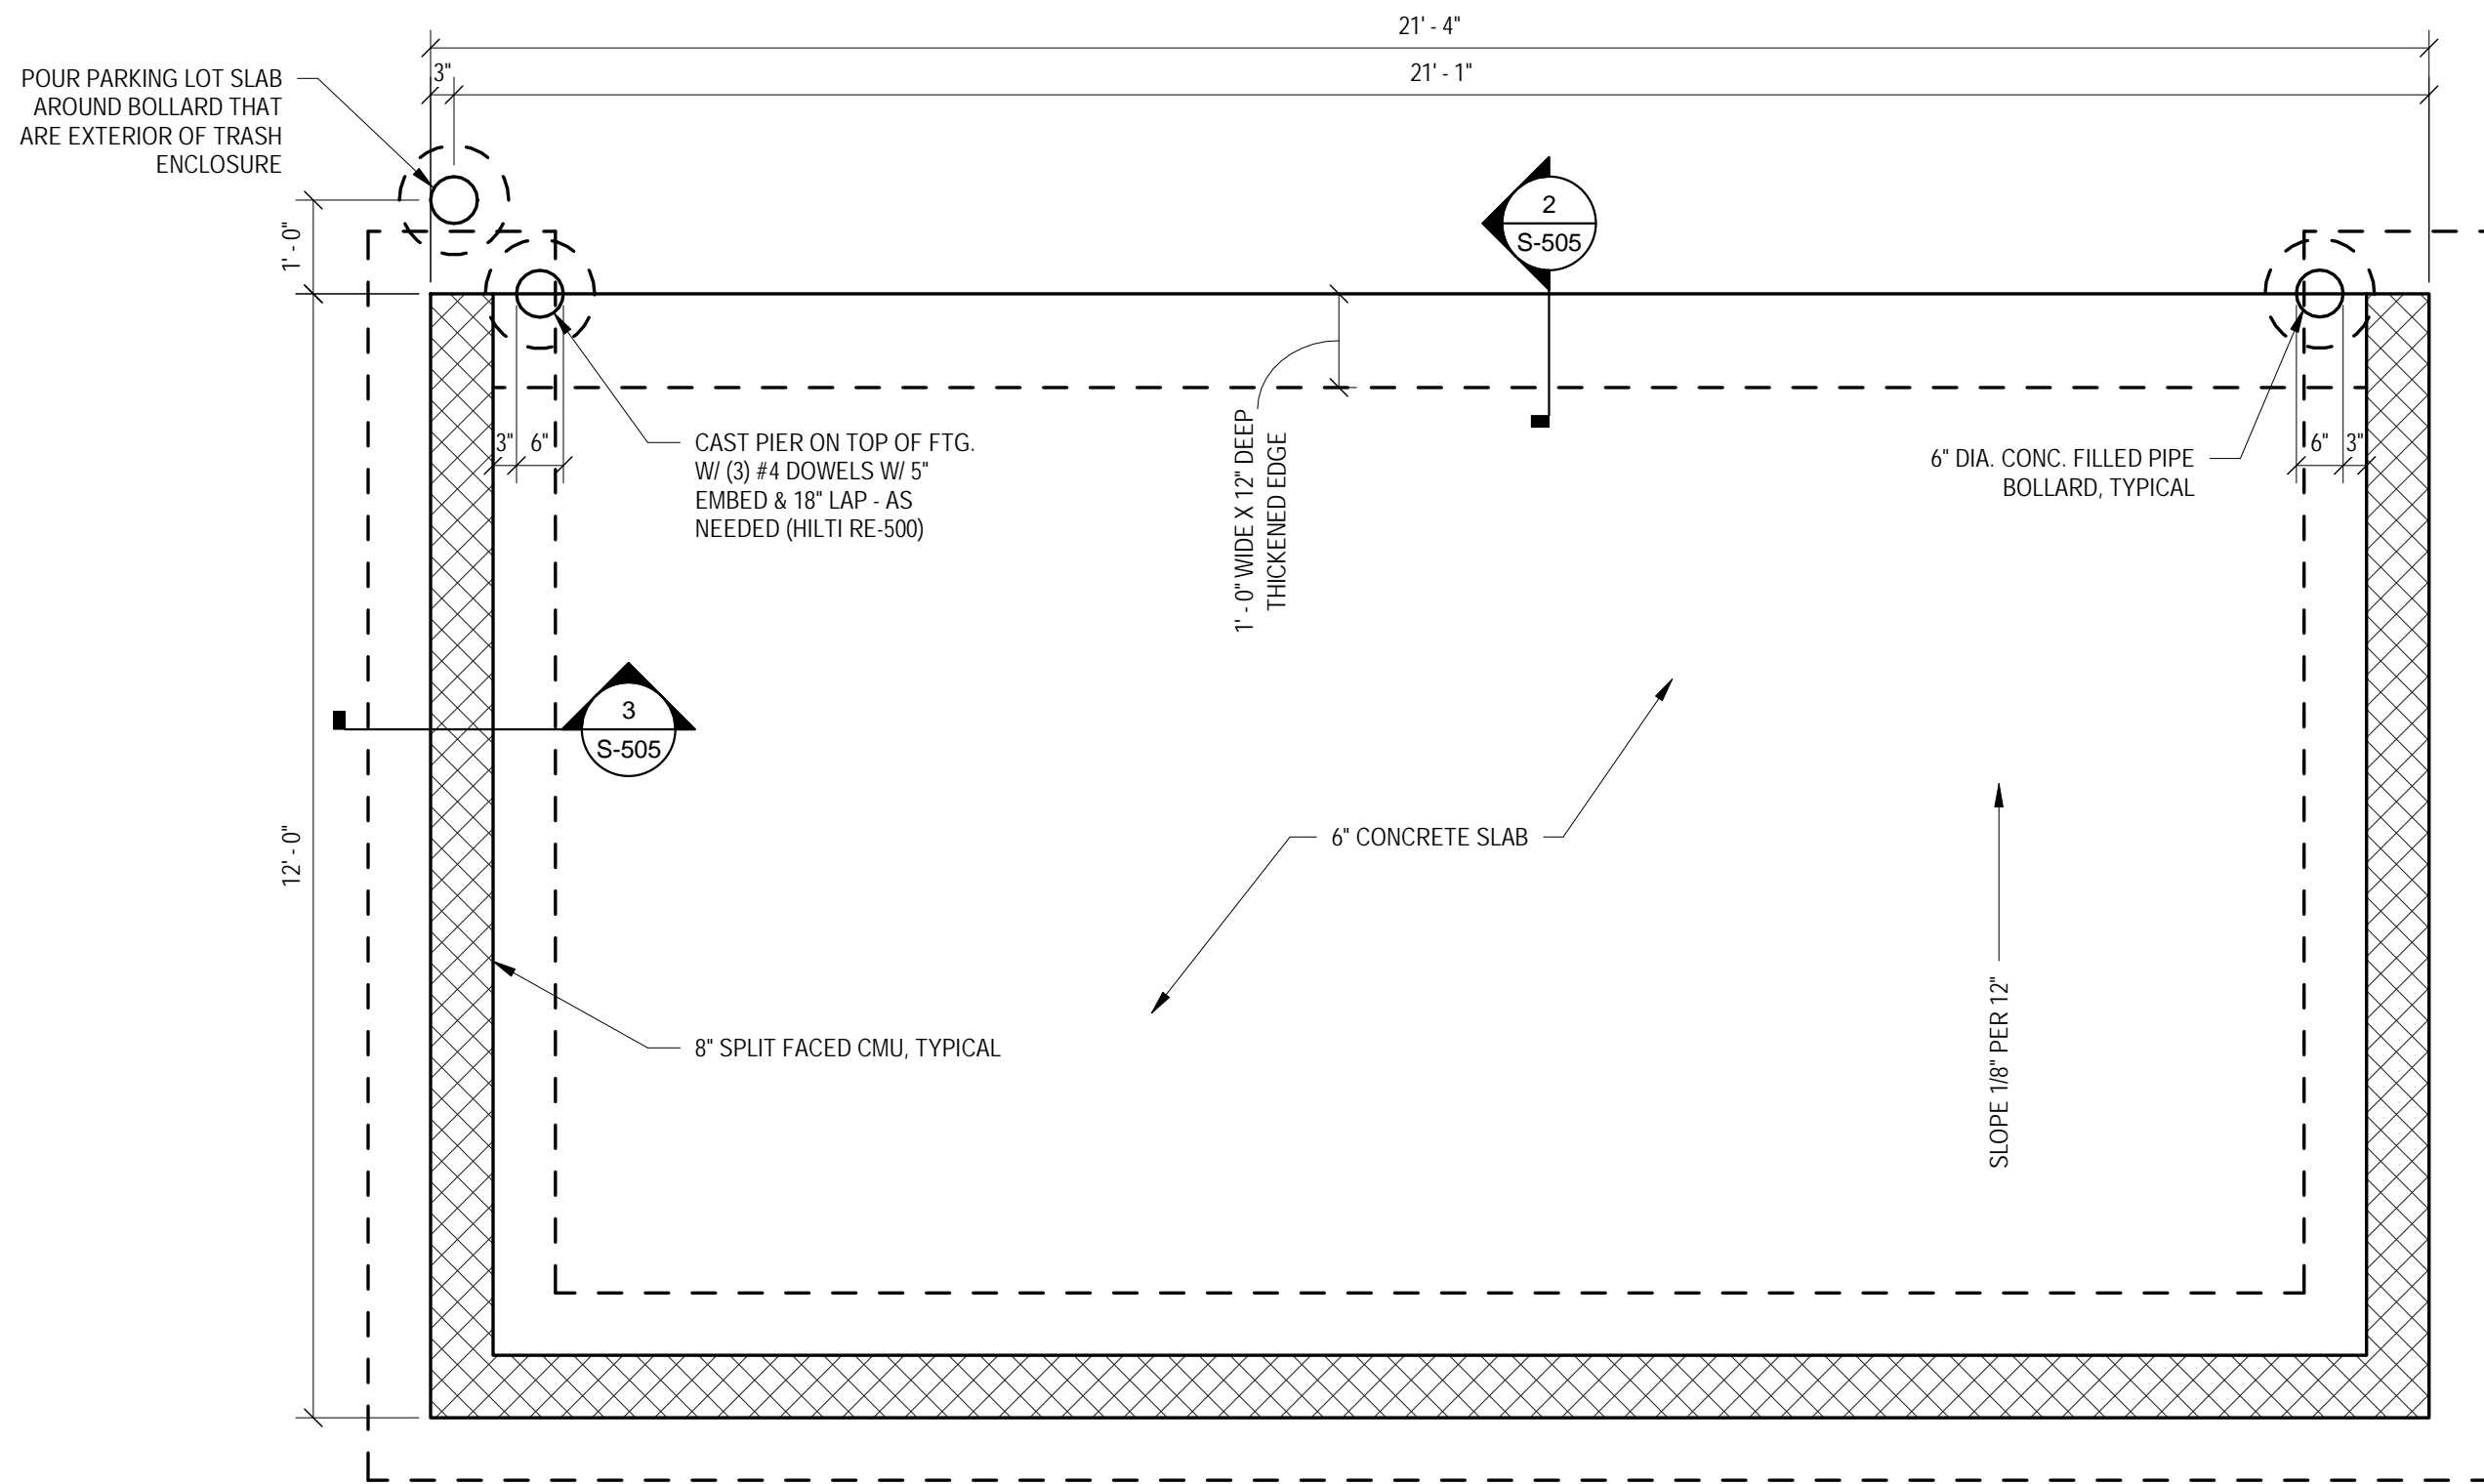 21' - 4"
21' - 1"
3"
POUR PARKING LOT SLAB
AROUND BOLLARD THAT
ARE EXTERIOR OF TRASH
ENCLOSURE
1' - 0"
2
S-505
3" 6"
CAST PIER ON TOP OF FTG.
W/ (3) #4 DOWELS W/ 5"
EMBED & 18" LAP - AS
NEEDED (HILTI RE-500)
1' - 0" WIDE X 12" DEEP
THICKENED EDGE
6" 3"
6" DIA. CONC. FILLED PIPE
BOLLARD, TYPICAL
3
S-505
12' - 0"
6" CONCRETE SLAB
8" SPLIT FACED CMU, TYPICAL
SLOPE 1/8" PER 12"